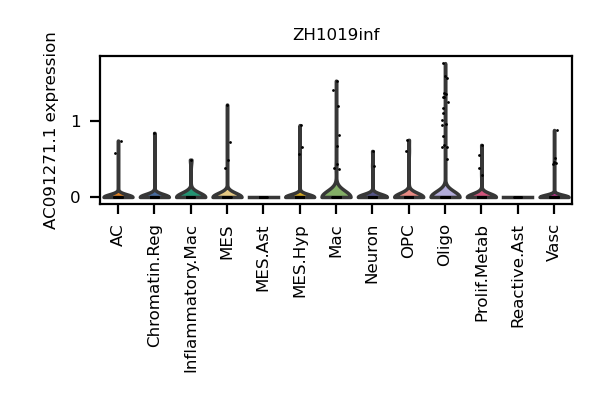 ZH1019inf
AC091271.1 expression
1
0
AC
Chromatin.Reg
Inflammatory.Mac
MES
MES.Ast
MES.Hyp
Mac
Neuron
OPC
Oligo
Prolif.Metab
Reactive.Ast
Vasc